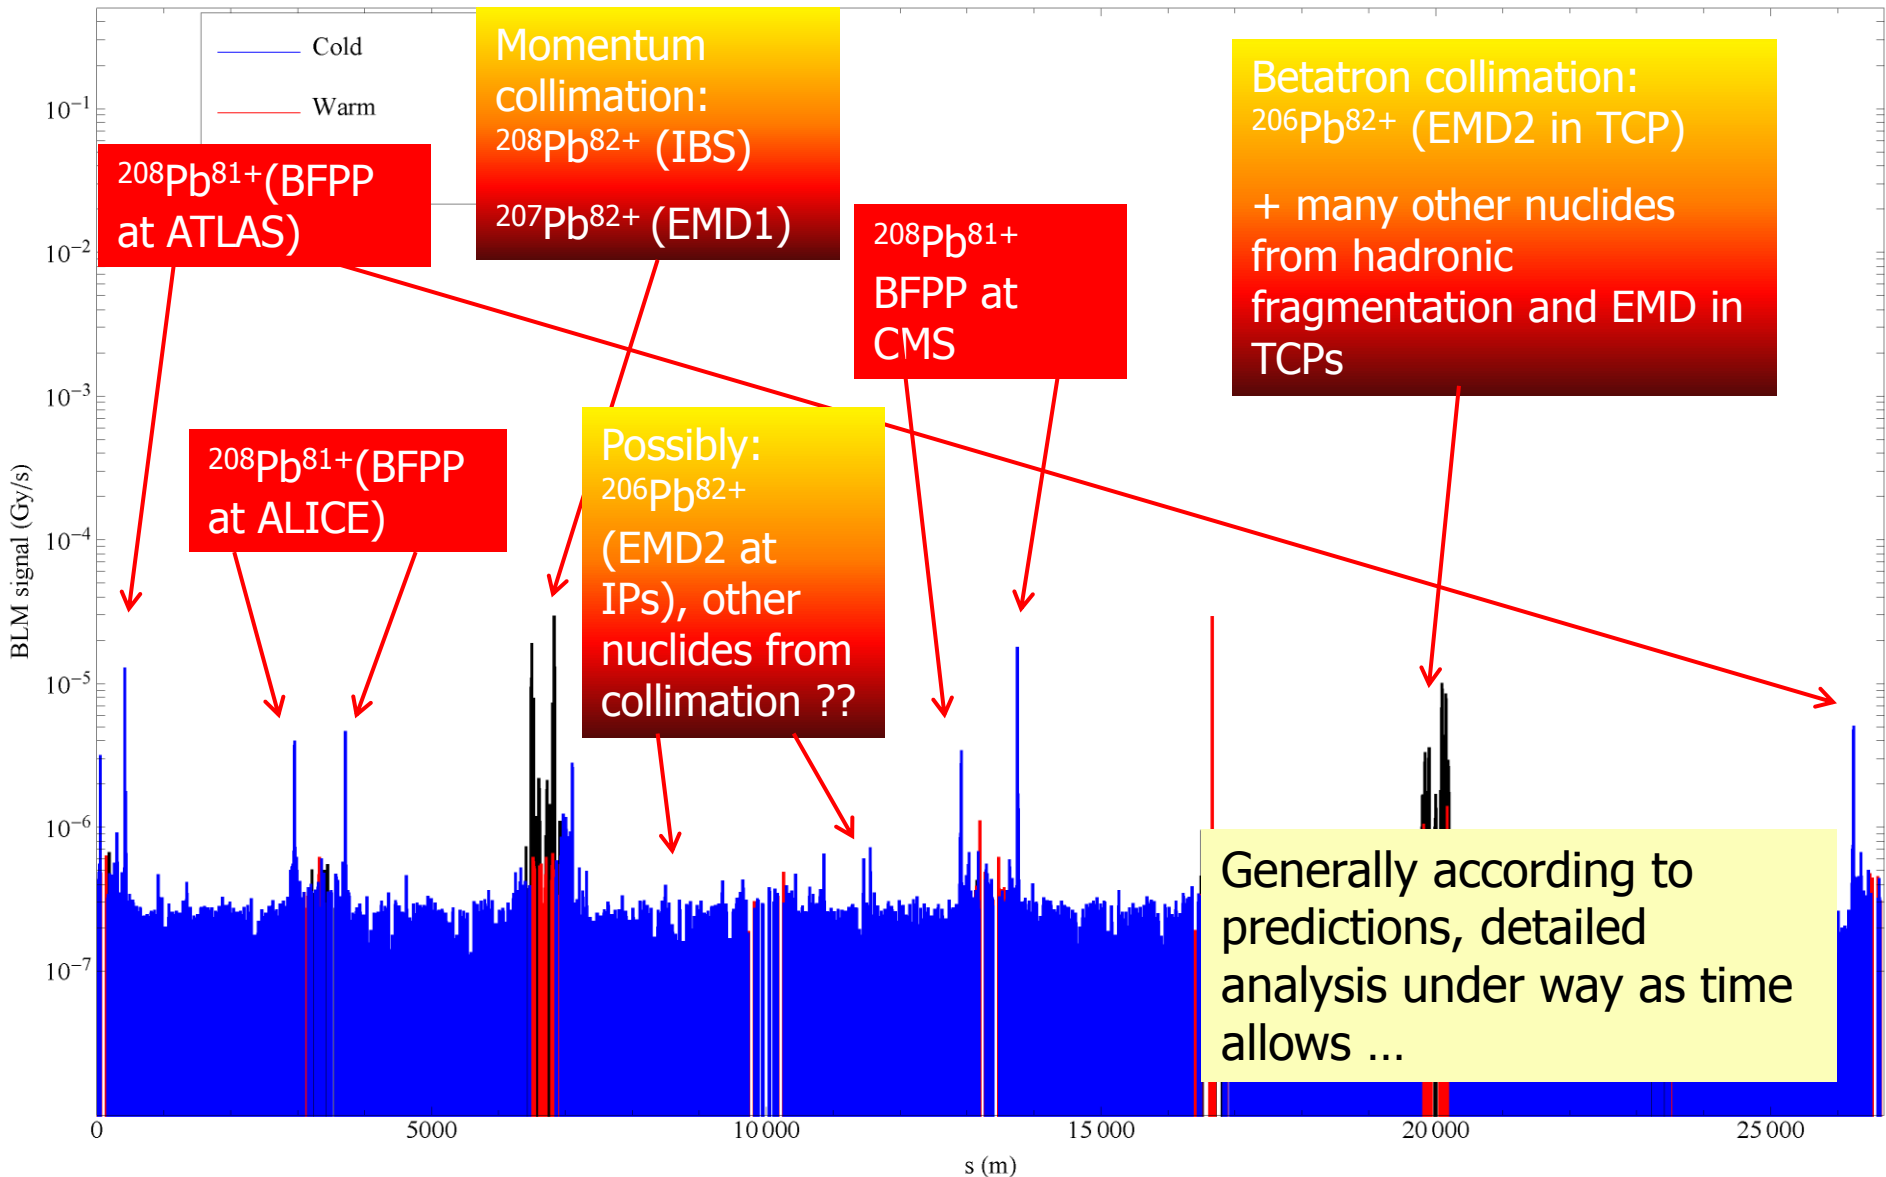 Cold
Warm
10⁻¹
10⁻²
10⁻³
10⁻⁴
10⁻⁵
10⁻⁶
10⁻⁷
BLM signal (Gy/s)
²⁰⁸Pb⁸¹⁺(BFPP
at ATLAS)
Momentum
collimation:
²⁰⁸Pb⁸²⁺ (IBS)
²⁰⁷Pb⁸²⁺ (EMD1)
²⁰⁸Pb⁸¹⁺
BFPP at
CMS
Betatron collimation:
²⁰⁶Pb⁸²⁺ (EMD2 in TCP)
+ many other nuclides
from hadronic
fragmentation and EMD in
TCPs
²⁰⁸Pb⁸¹⁺(BFPP
at ALICE)
Possibly:
²⁰⁶Pb⁸²⁺
(EMD2 at
IPs), other
nuclides from
collimation ??
Generally according to
predictions, detailed
analysis under way as time
allows …
0 5000 10 000 15 000 20 000 25 000
s (m)